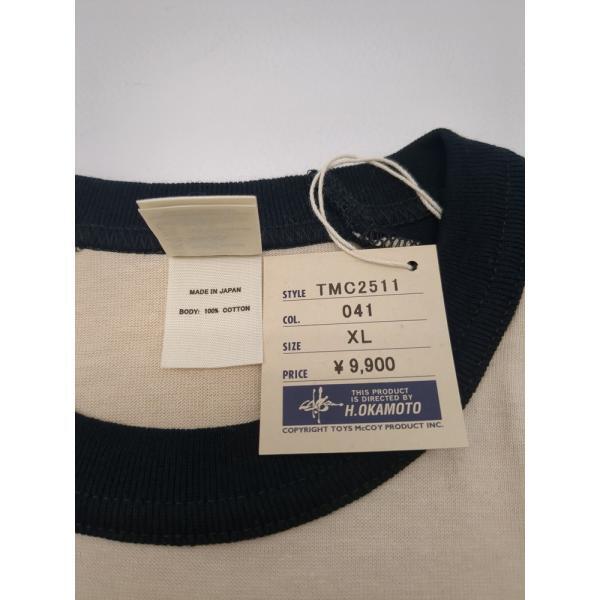 MADE IN JAPAN
BODY: 100% COTTON
STYLE TMC2511
COL. 041
SIZE XL
PRICE ¥9,900
THIS PRODUCT
IS DIRECTED BY
H.OKAMOTO
COPYRIGHT TOYS McCOY PRODUCT INC.